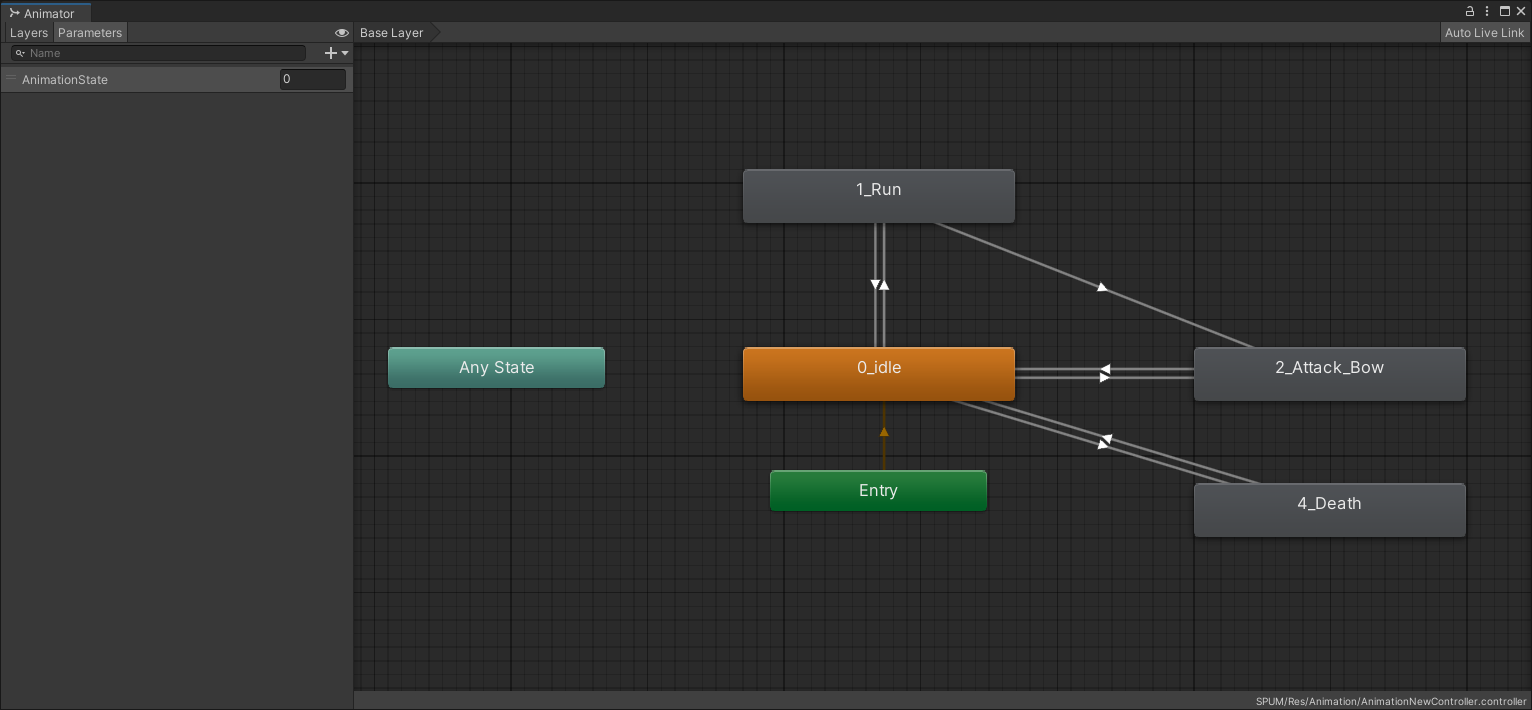 Animator
Layers Parameters
Base Layer
Auto Live Link
Name
AnimationState 0
1_Run
Any State
0_idle
2_Attack_Bow
Entry
4_Death
SPUM/Res/Animation/AnimationNewController.controller